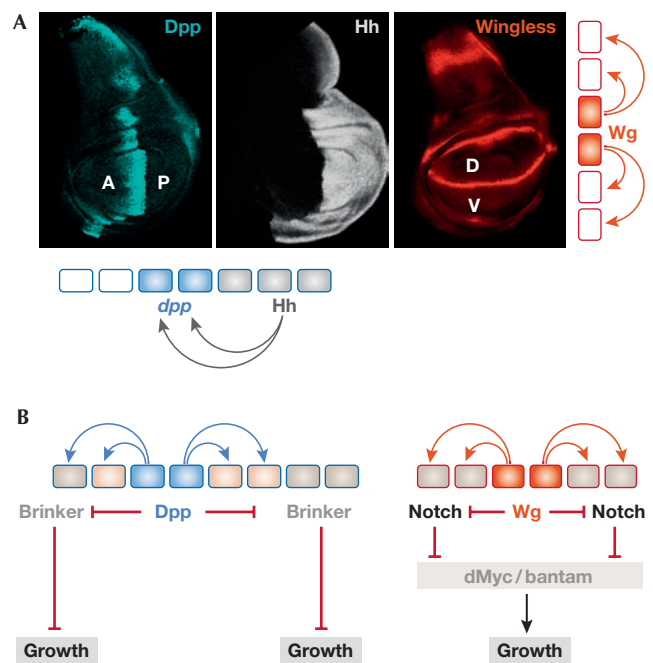 A
Dpp
Hh
Wingless
A P
D
V
Wg
dpp Hh
B
Brinker Dpp Brinker
Notch Wg Notch
dMyc/bantam
Growth Growth Growth